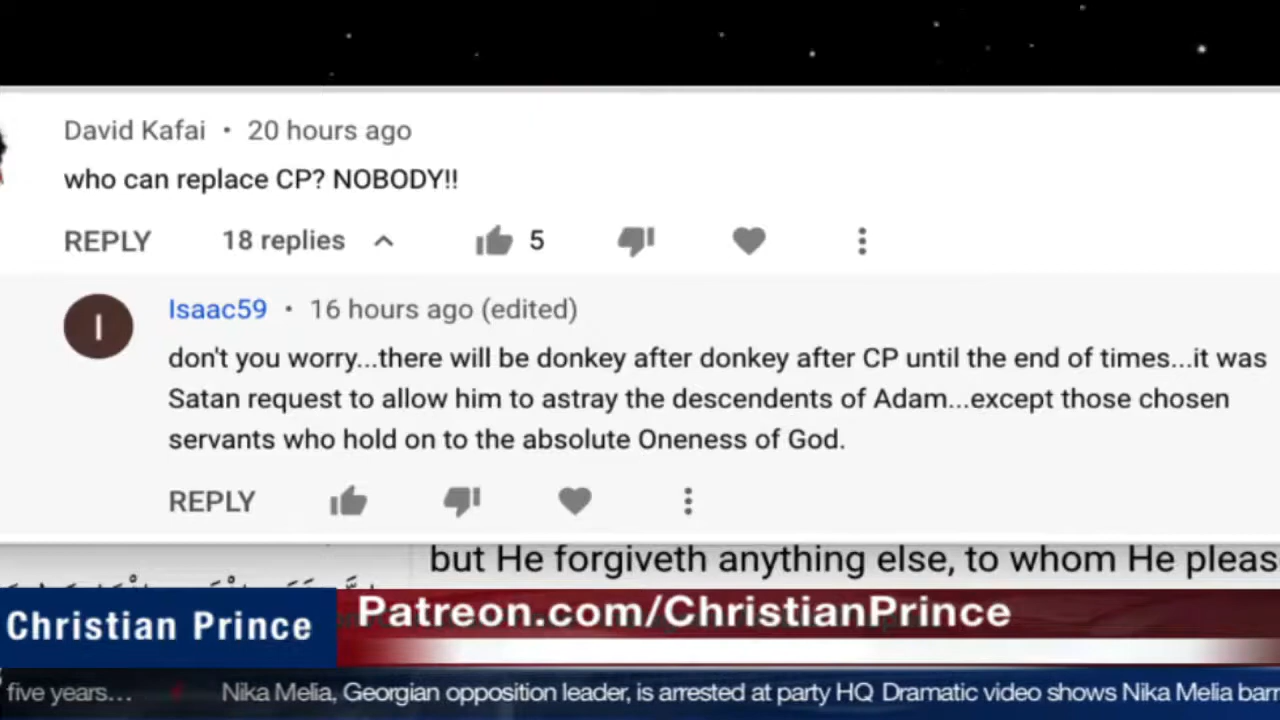 David Kafai • 20 hours ago
who can replace CP? NOBODY!!
REPLY 18 replies 5
I
Isaac59 • 16 hours ago (edited)
don't you worry...there will be donkey after donkey after CP until the end of times...it was
Satan request to allow him to astray the descendents of Adam...except those chosen
servants who hold on to the absolute Oneness of God.
REPLY
but He forgiveth anything else, to whom He pleas
Christian Prince
Patreon.com/ChristianPrince
five years... Nika Melia, Georgian opposition leader, is arrested at party HQ Dramatic video shows Nika Melia barr